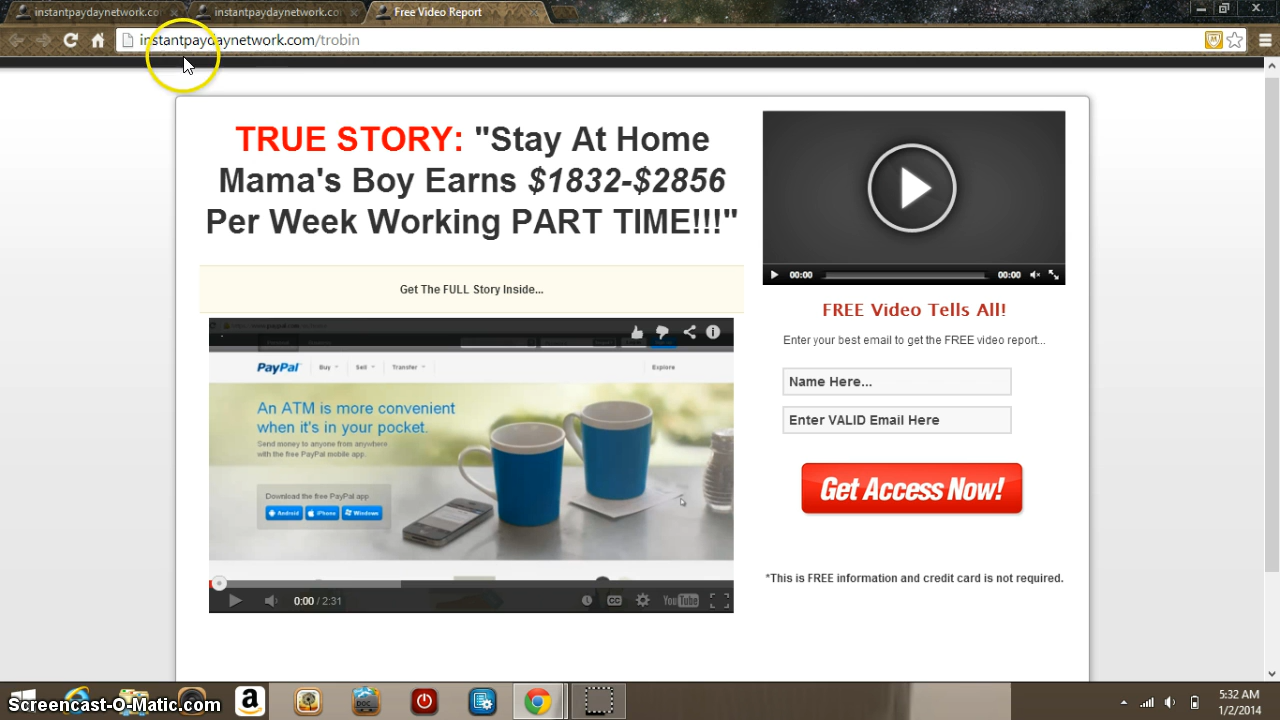 instantpaydaynetwork.co
instantpaydaynetwork.co
Free Video Report
instantpaydaynetwork.com/trobin
TRUE STORY: "Stay At Home
Mama's Boy Earns $1832-$2856
Per Week Working PART TIME!!!"
Get The FULL Story Inside...
PayPal
Buy
Sell
Transfer
Explore
An ATM is more convenient
when it's in your pocket.
Send money to anyone from anywhere
with the free PayPal mobile app.
Download the free PayPal app
Android
iPhone
Windows
0:00 / 2:31
CC
YouTube
00:00
00:00
FREE Video Tells All!
Enter your best email to get the FREE video report...
Name Here...
Enter VALID Email Here
Get Access Now!
*This is FREE information and credit card is not required.
Screencast-O-Matic.com
DOC
5:32 AM
1/2/2014